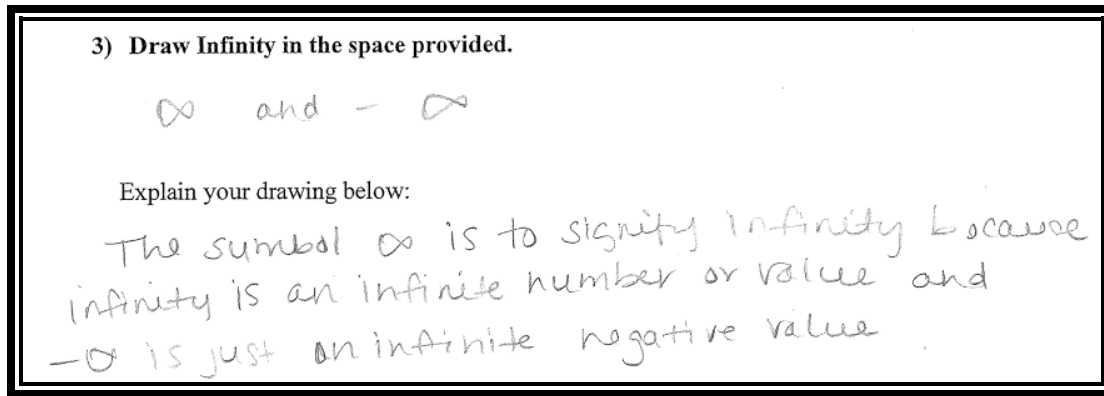 3) Draw Infinity in the space provided.
∞ and - ∞
Explain your drawing below:
The sumbol ∞ is to signify infinity because
infinity is an infinite number or value and
-∞ is just an infinite negative value